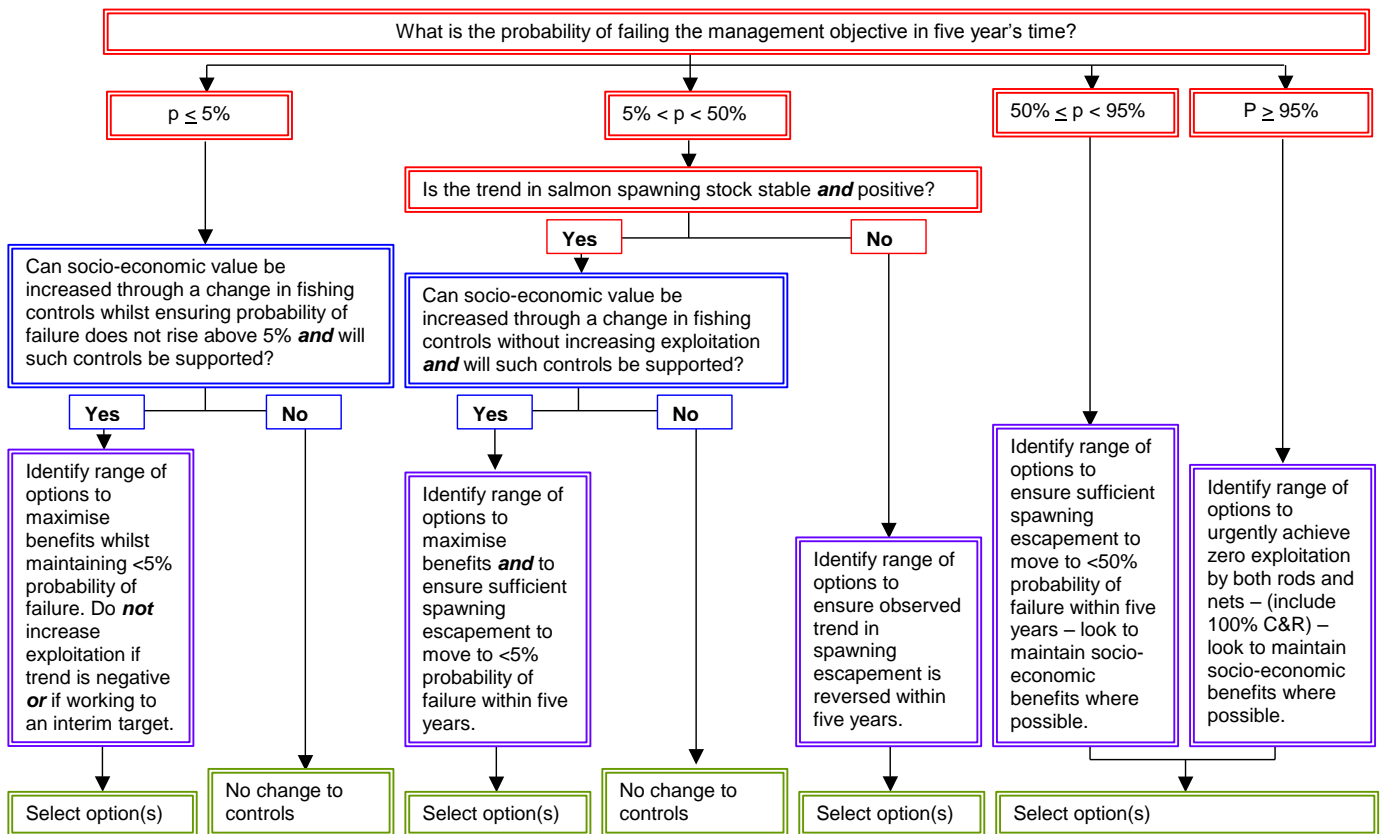 What is the probability of failing the management objective in five year's time?
p ≤ 5%
5% < p < 50%
50% ≤ p < 95%
P ≥ 95%
Is the trend in salmon spawning stock stable and positive?
Yes
No
Can socio-economic value be
increased through a change in fishing
controls whilst ensuring probability of
failure does not rise above 5% and will
such controls be supported?
Can socio-economic value be
increased through a change in fishing
controls without increasing exploitation
and will such controls be supported?
Yes
No
Yes
No
Identify range of
options to
maximise
benefits whilst
maintaining <5%
probability of
failure. Do not
increase
exploitation if
trend is negative
or if working to
an interim target.
Identify range of
options to
maximise
benefits and to
ensure sufficient
spawning
escapement to
move to <5%
probability of
failure within five
years.
Identify range of
options to
ensure observed
trend in
spawning
escapement is
reversed within
five years.
Identify range of
options to
ensure sufficient
spawning
escapement to
move to <50%
probability of
failure within five
years – look to
maintain socio-
economic
benefits where
possible.
Identify range of
options to
urgently achieve
zero exploitation
by both rods and
nets – (include
100% C&R) –
look to maintain
socio-economic
benefits where
possible.
Select option(s)
No change to
controls
Select option(s)
No change to
controls
Select option(s)
Select option(s)